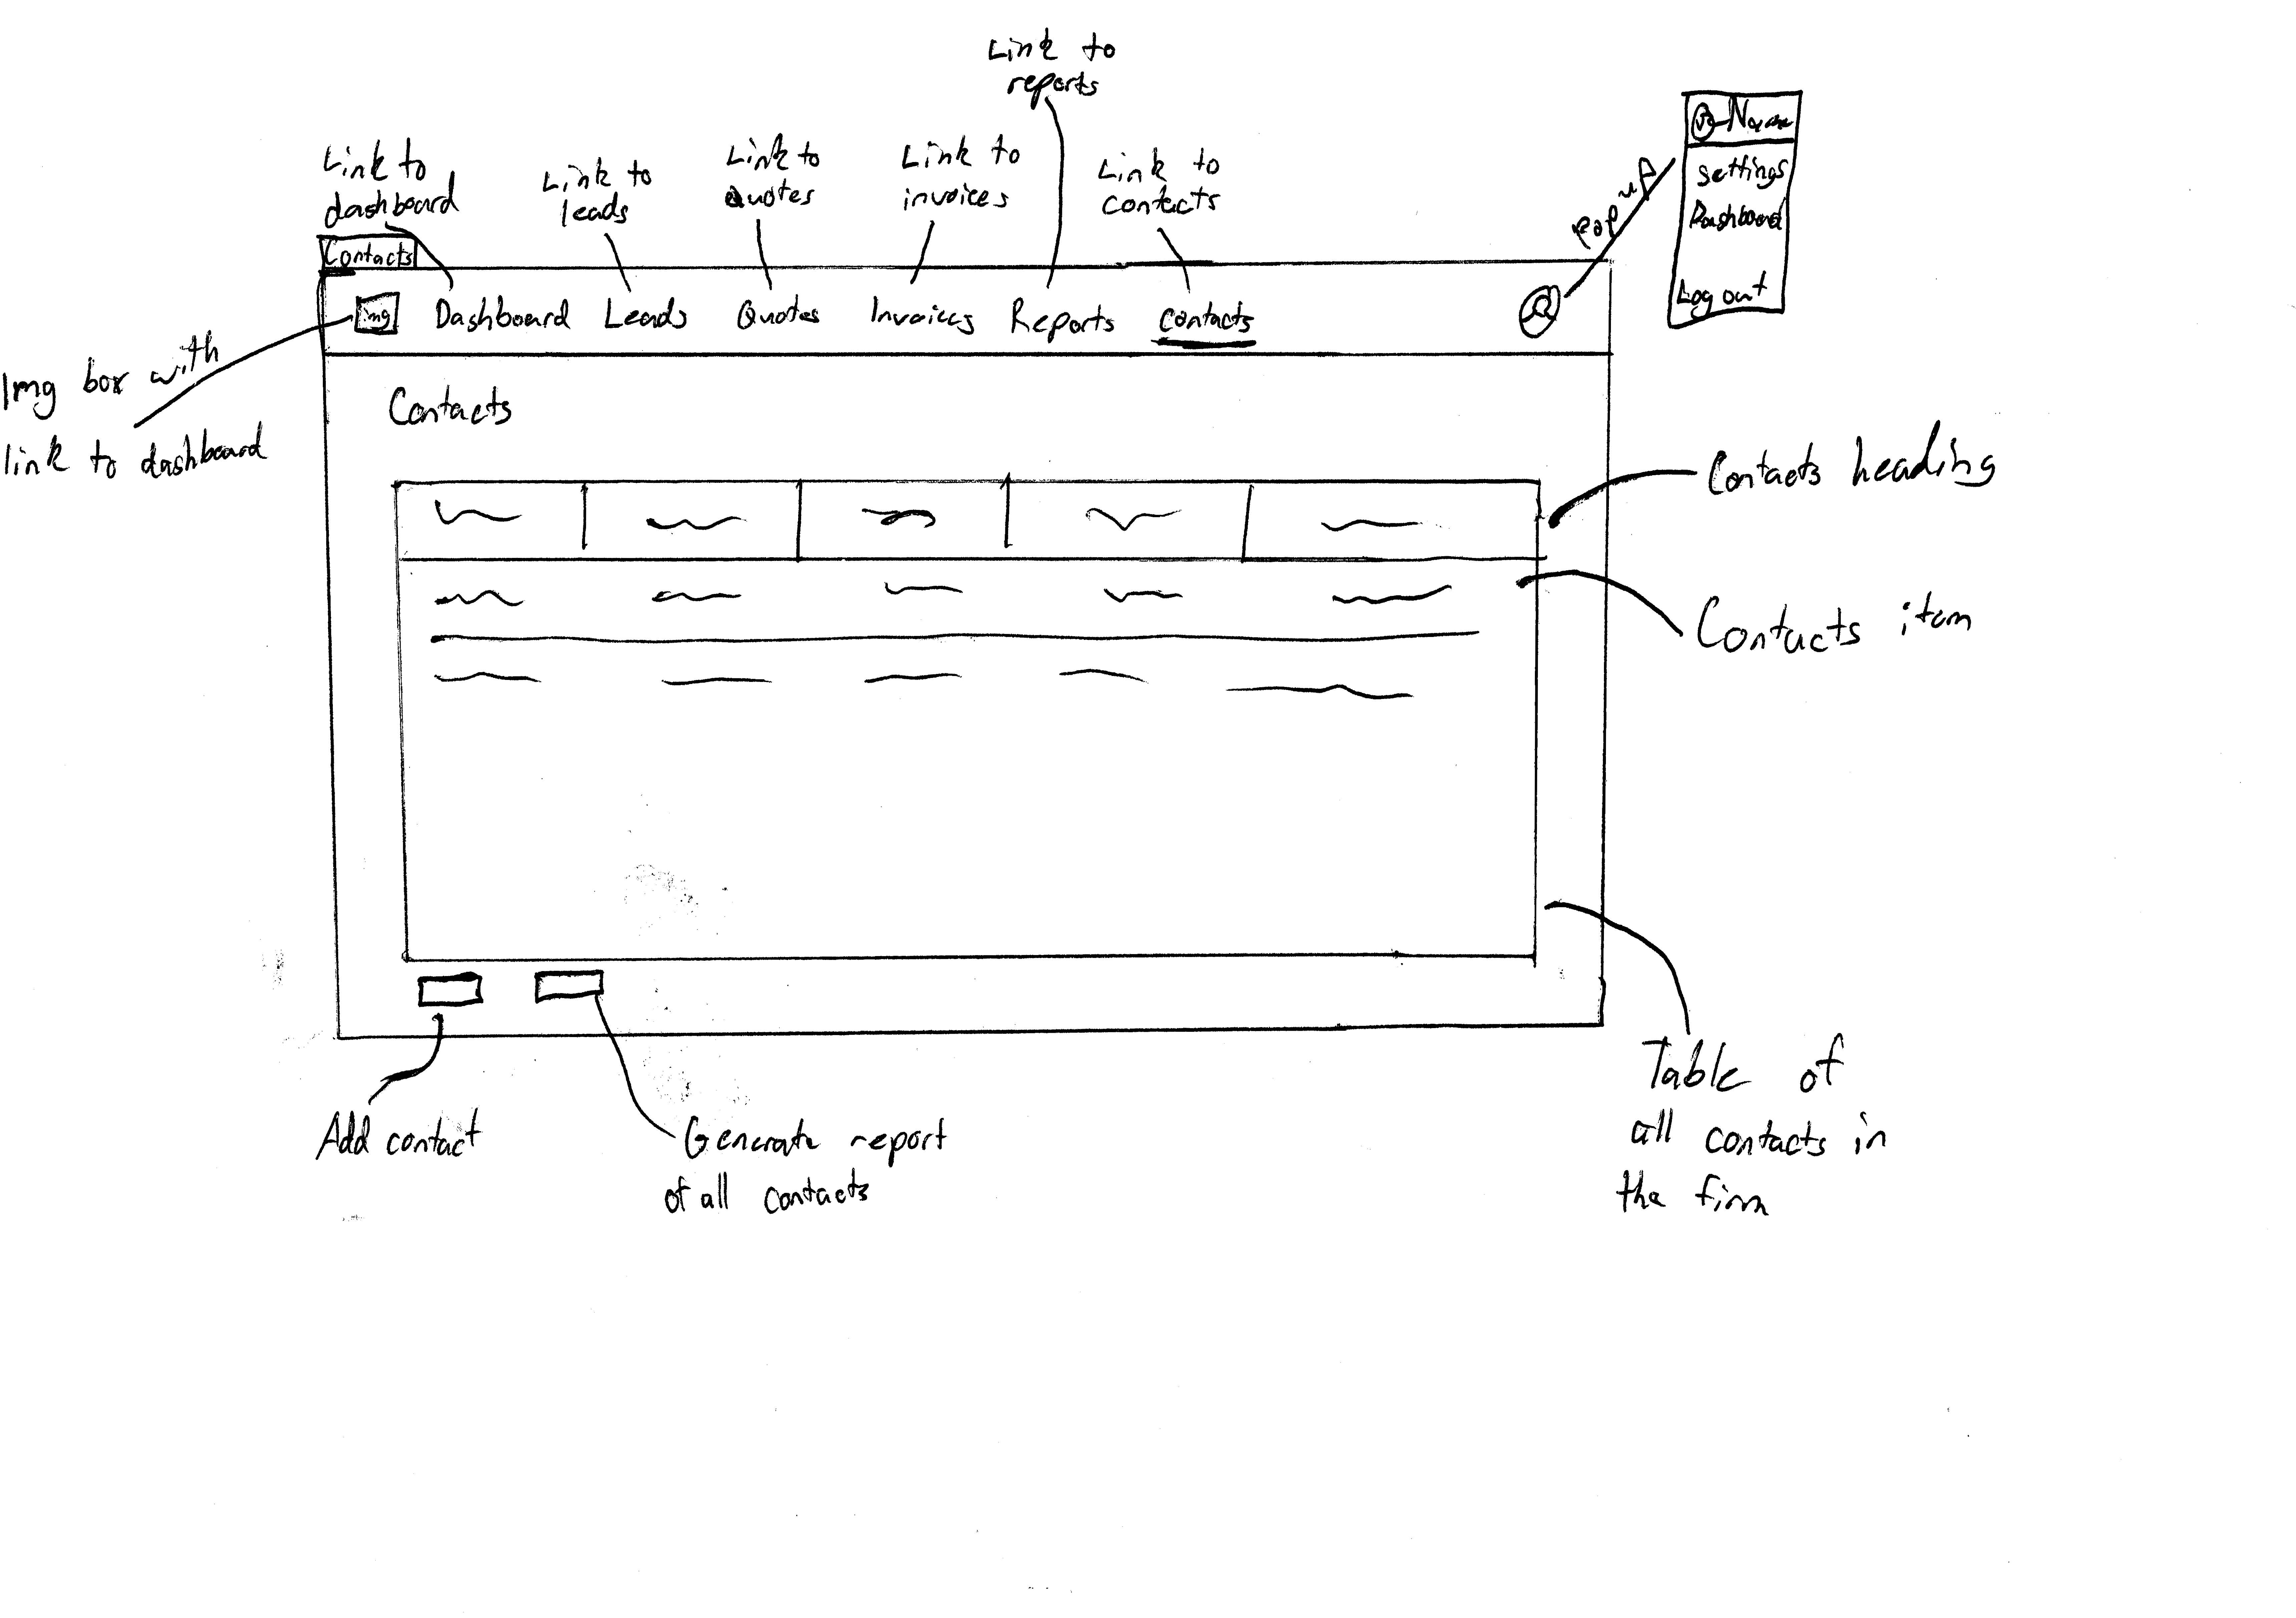 Link to
reports
Link to
dashboard
Link to
leads
Link to
Quotes
Link to
invoices
Link to
contacts
Pop up
Name
Settings
Dashboard
Log out
Contacts
img
Dashboard
Leads
Quotes
Invoices
Reports
Contacts
Img box with
link to dashboard
Contacts
Contacts heading
Contacts item
Table of
all contacts in
the firm
Add contact
Generate report
of all contacts